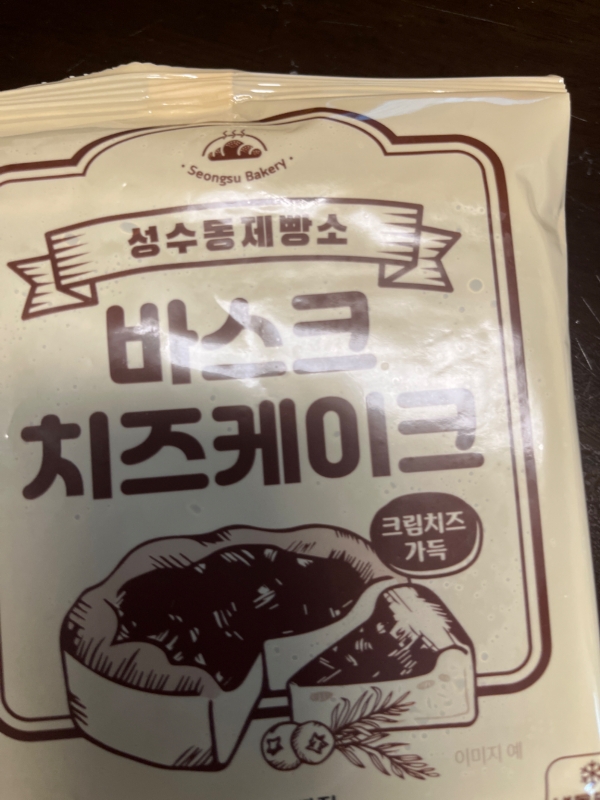 Seongsu Bakery
성수동제빵소
바스크
치즈케이크
크림치즈
가득
이미지 예